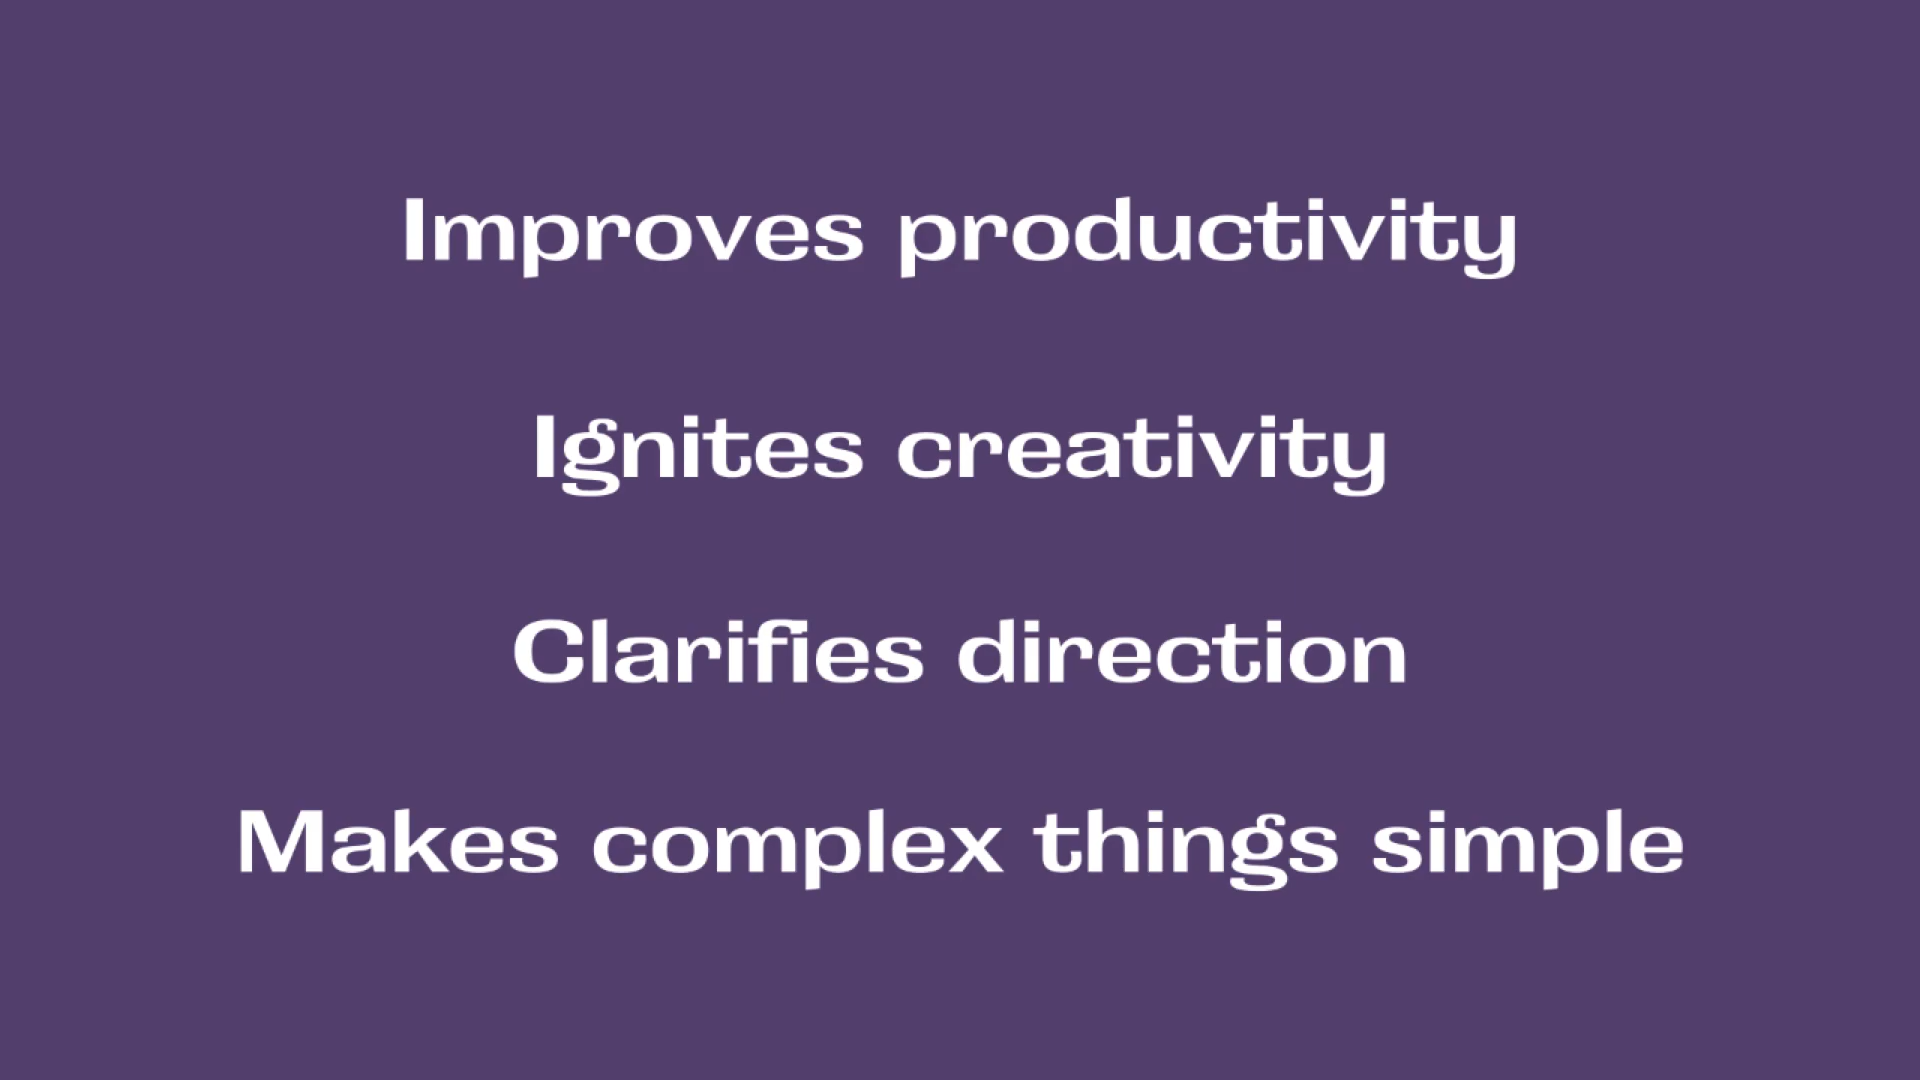 Improves productivity
Ignites creativity
Clarifies direction
Makes complex things simple